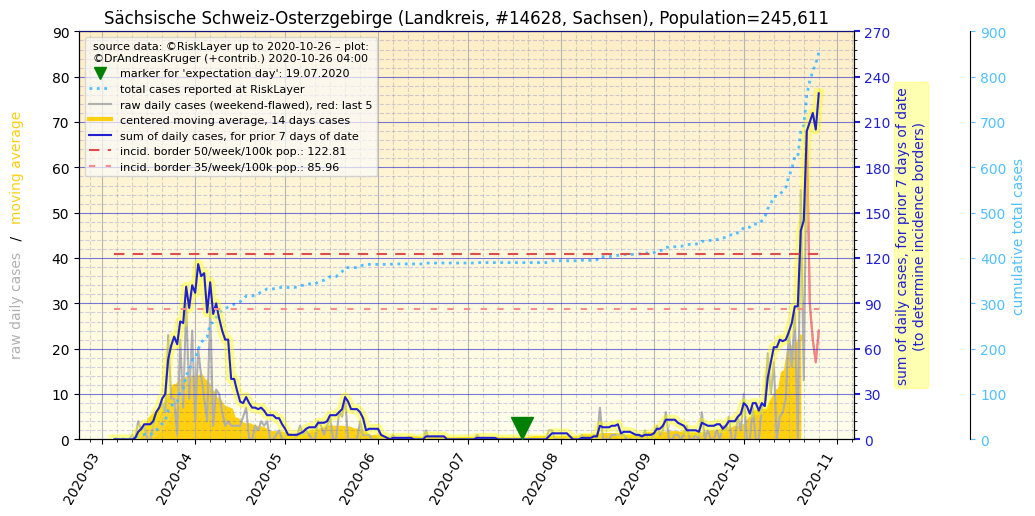 Sächsische Schweiz-Osterzgebirge (Landkreis, #14628, Sachsen), Population=245,611
source data: ©RiskLayer up to 2020-10-26 – plot:
©DrAndreasKruger (+contrib.) 2020-10-26 04:00
marker for 'expectation day': 19.07.2020
total cases reported at RiskLayer
raw daily cases (weekend-flawed), red: last 5
centered moving average, 14 days cases
sum of daily cases, for prior 7 days of date
incid. border 50/week/100k pop.: 122.81
incid. border 35/week/100k pop.: 85.96
raw daily cases / moving average
90
80
70
60
50
40
30
20
10
0
270
240
210
180
150
120
90
60
30
0
sum of daily cases, for prior 7 days of date
(to determine incidence borders)
900
800
700
600
500
400
300
200
100
0
cumulative total cases
2020-03
2020-04
2020-05
2020-06
2020-07
2020-08
2020-09
2020-10
2020-11